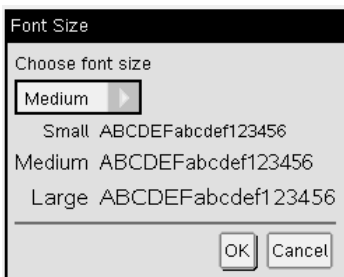 Font Size
Choose font size
Medium
Small ABCDEFabcdef123456
Medium ABCDEFabcdef123456
Large ABCDEFabcdef123456
OK Cancel